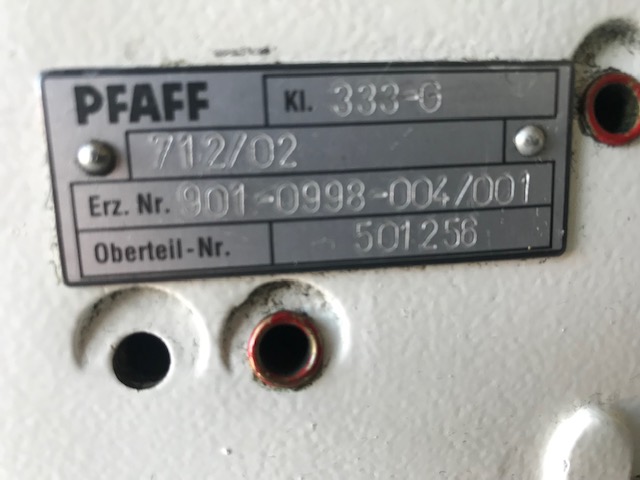 PFAFF Kl. 333-G
712/02
Erz. Nr. 901-0998-004/001
Oberteil-Nr. 501256